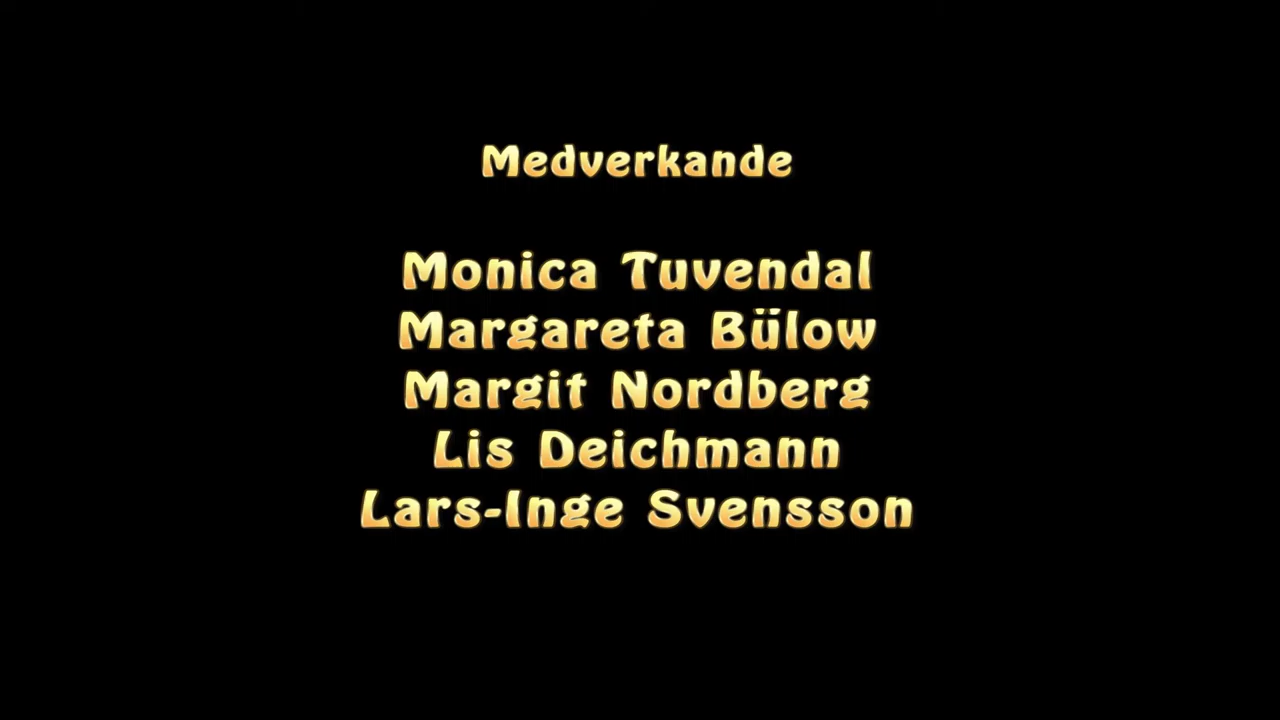 Medverkande
Monica Tuvendal
Margareta Bülow
Margit Nordberg
Lis Deichmann
Lars-Inge Svensson